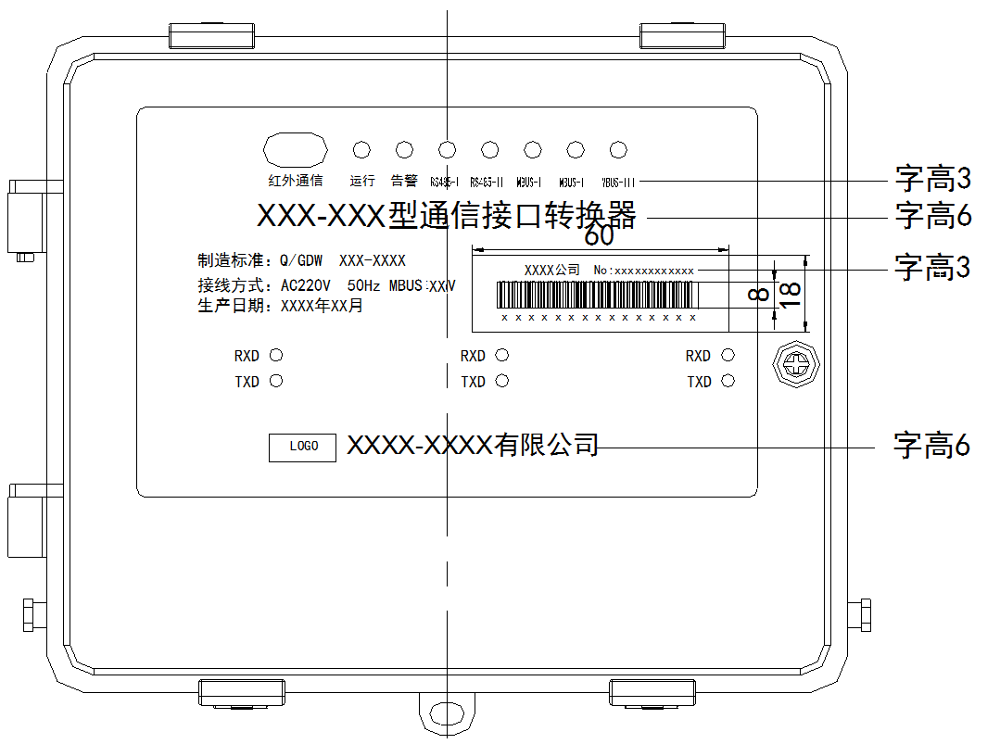 红外通信 运行 告警 RS485-I RS485-II MBUS-I MBUS-I MBUS-III 字高3
XXX-XXX型通信接口转换器 字高6
60
制造标准: Q/GDW XXX-XXXX
XXXX公司 No:xxxxxxxxxxxx 字高3
接线方式: AC220V 50Hz MBUS:XXV
8 18
生产日期: XXXX年XX月
x x x x x x x x x x x x x x x
RXD RXD RXD
TXD TXD TXD
LOGO XXXX-XXXX有限公司 字高6